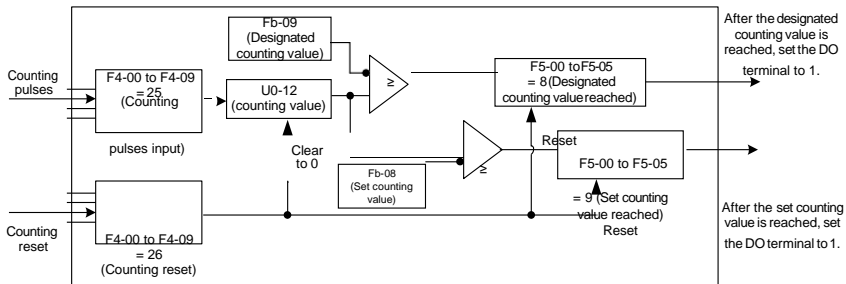 Counting
pulses
F4-00 to F4-09
= 25
(Counting
pulses input)
Fb-09
(Designated
counting value)
U0-12
(counting value)
Clear
to 0
≥
F5-00 to F5-05
= 8 (Designated
counting value reached)
Reset
After the designated
counting value is
reached, set the DO
terminal to 1.
Fb-08
(Set counting
value)
≥
F5-00 to F5-05
= 9 (Set counting
value reached)
Reset
After the set counting
value is reached, set
the DO terminal to 1.
Counting
reset
F4-00 to F4-09
= 26
(Counting reset)